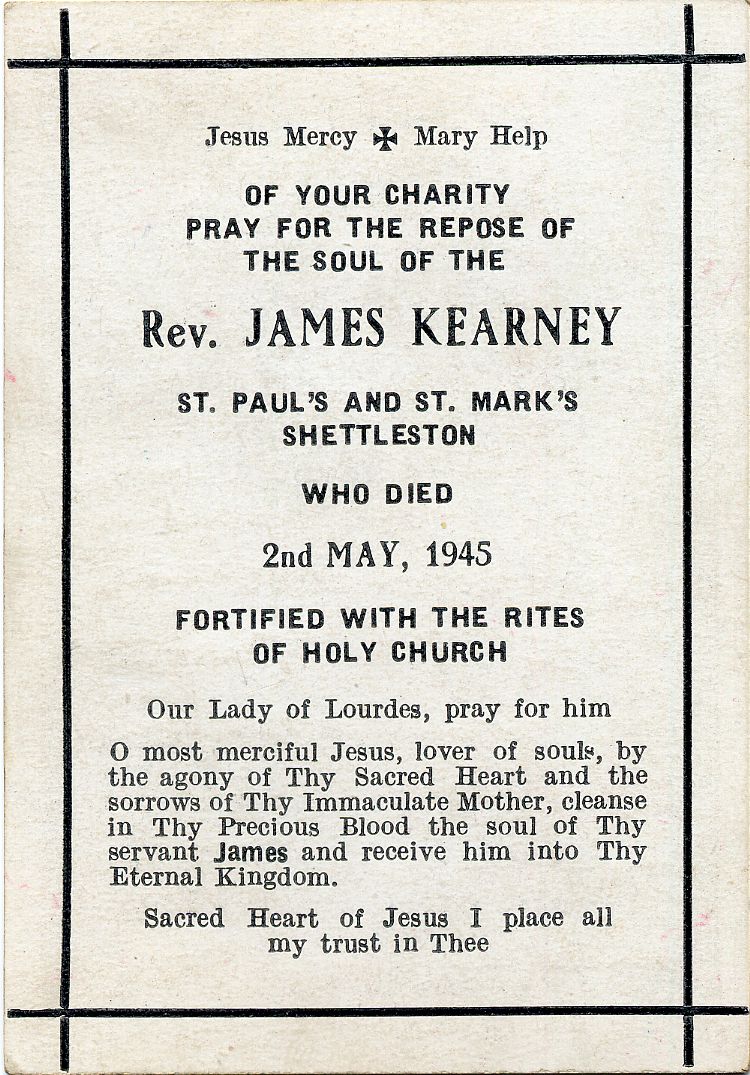 Jesus Mercy ✠ Mary Help
OF YOUR CHARITY
PRAY FOR THE REPOSE OF
THE SOUL OF THE
Rev. JAMES KEARNEY
ST. PAUL'S AND ST. MARK'S
SHETTLESTON
WHO DIED
2nd MAY, 1945
FORTIFIED WITH THE RITES
OF HOLY CHURCH
Our Lady of Lourdes, pray for him
O most merciful Jesus, lover of souls, by
the agony of Thy Sacred Heart and the
sorrows of Thy Immaculate Mother, cleanse
in Thy Precious Blood the soul of Thy
servant James and receive him into Thy
Eternal Kingdom.
Sacred Heart of Jesus I place all
my trust in Thee